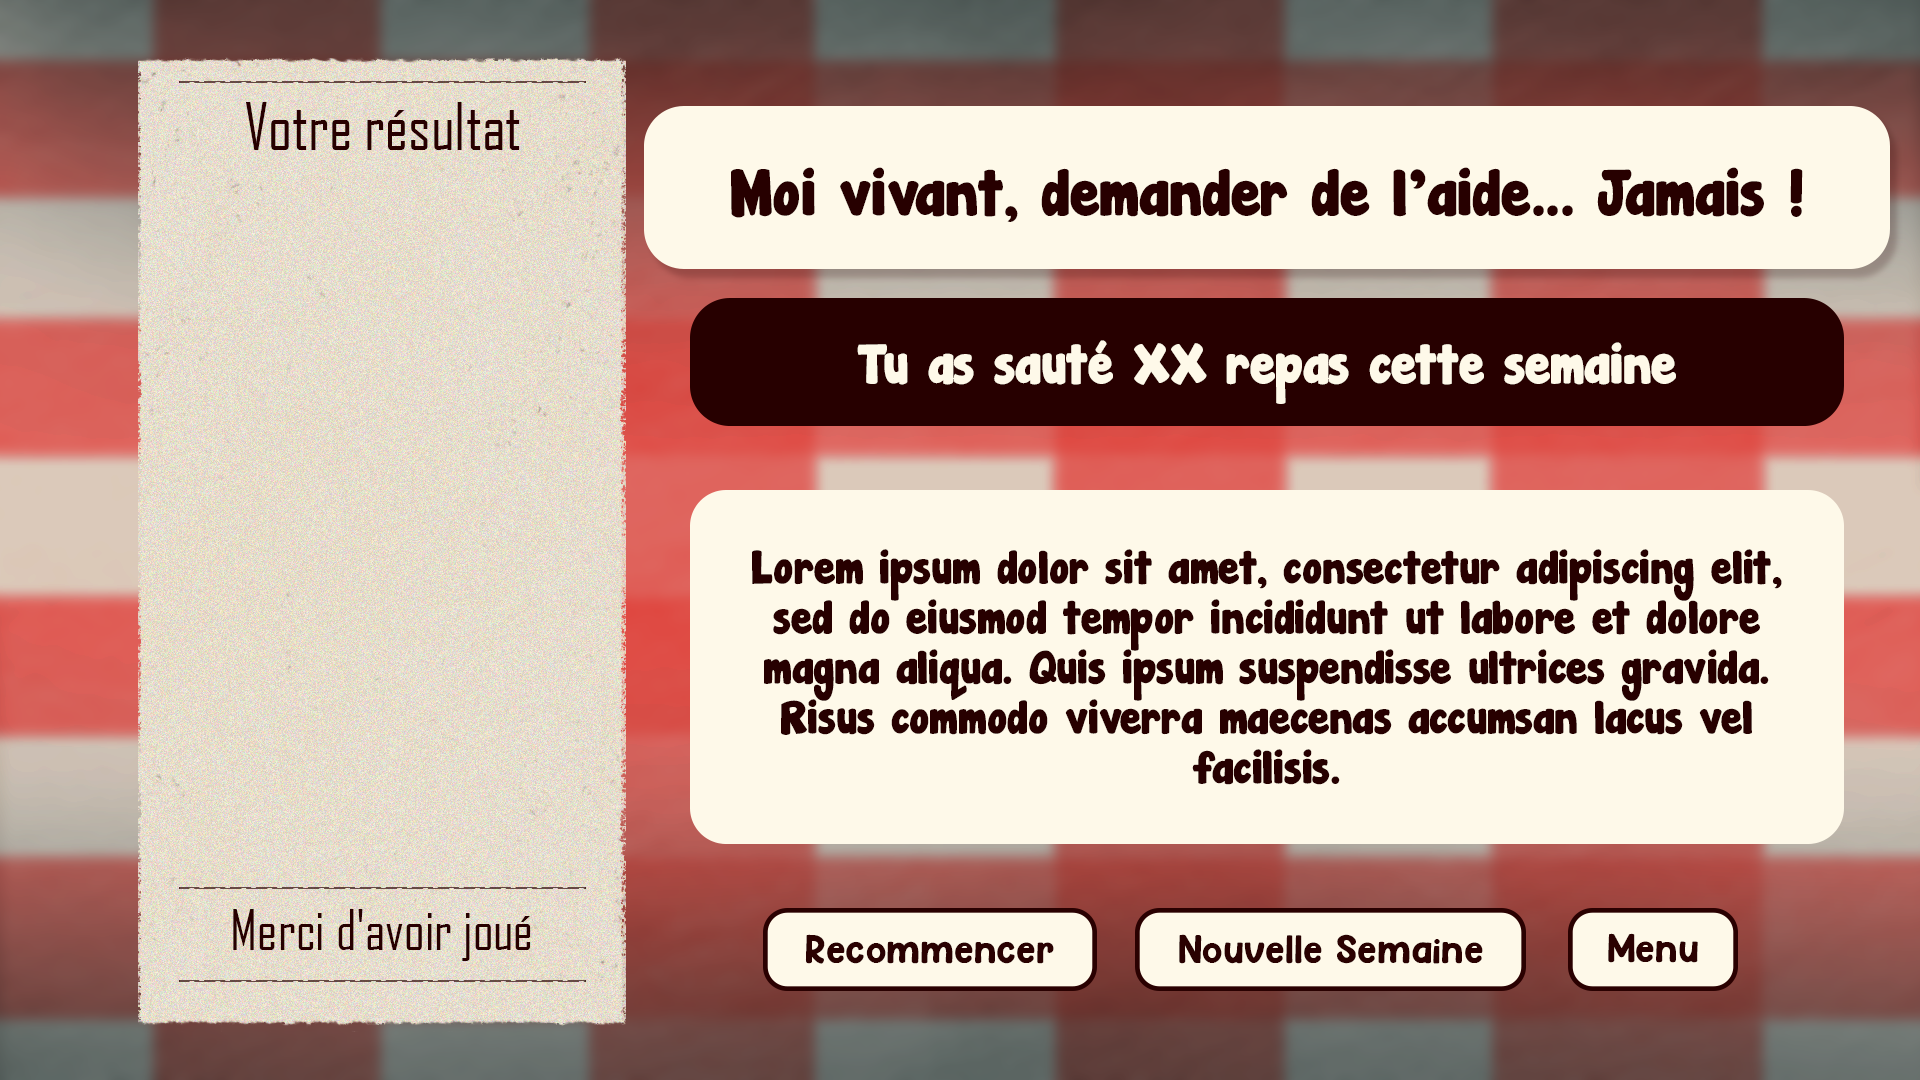 Votre résultat
Merci d'avoir joué
Moi vivant, demander de l’aide... Jamais !
Tu as sauté XX repas cette semaine
Lorem ipsum dolor sit amet, consectetur adipiscing elit,
sed do eiusmod tempor incididunt ut labore et dolore
magna aliqua. Quis ipsum suspendisse ultrices gravida.
Risus commodo viverra maecenas accumsan lacus vel
facilisis.
Recommencer
Nouvelle Semaine
Menu